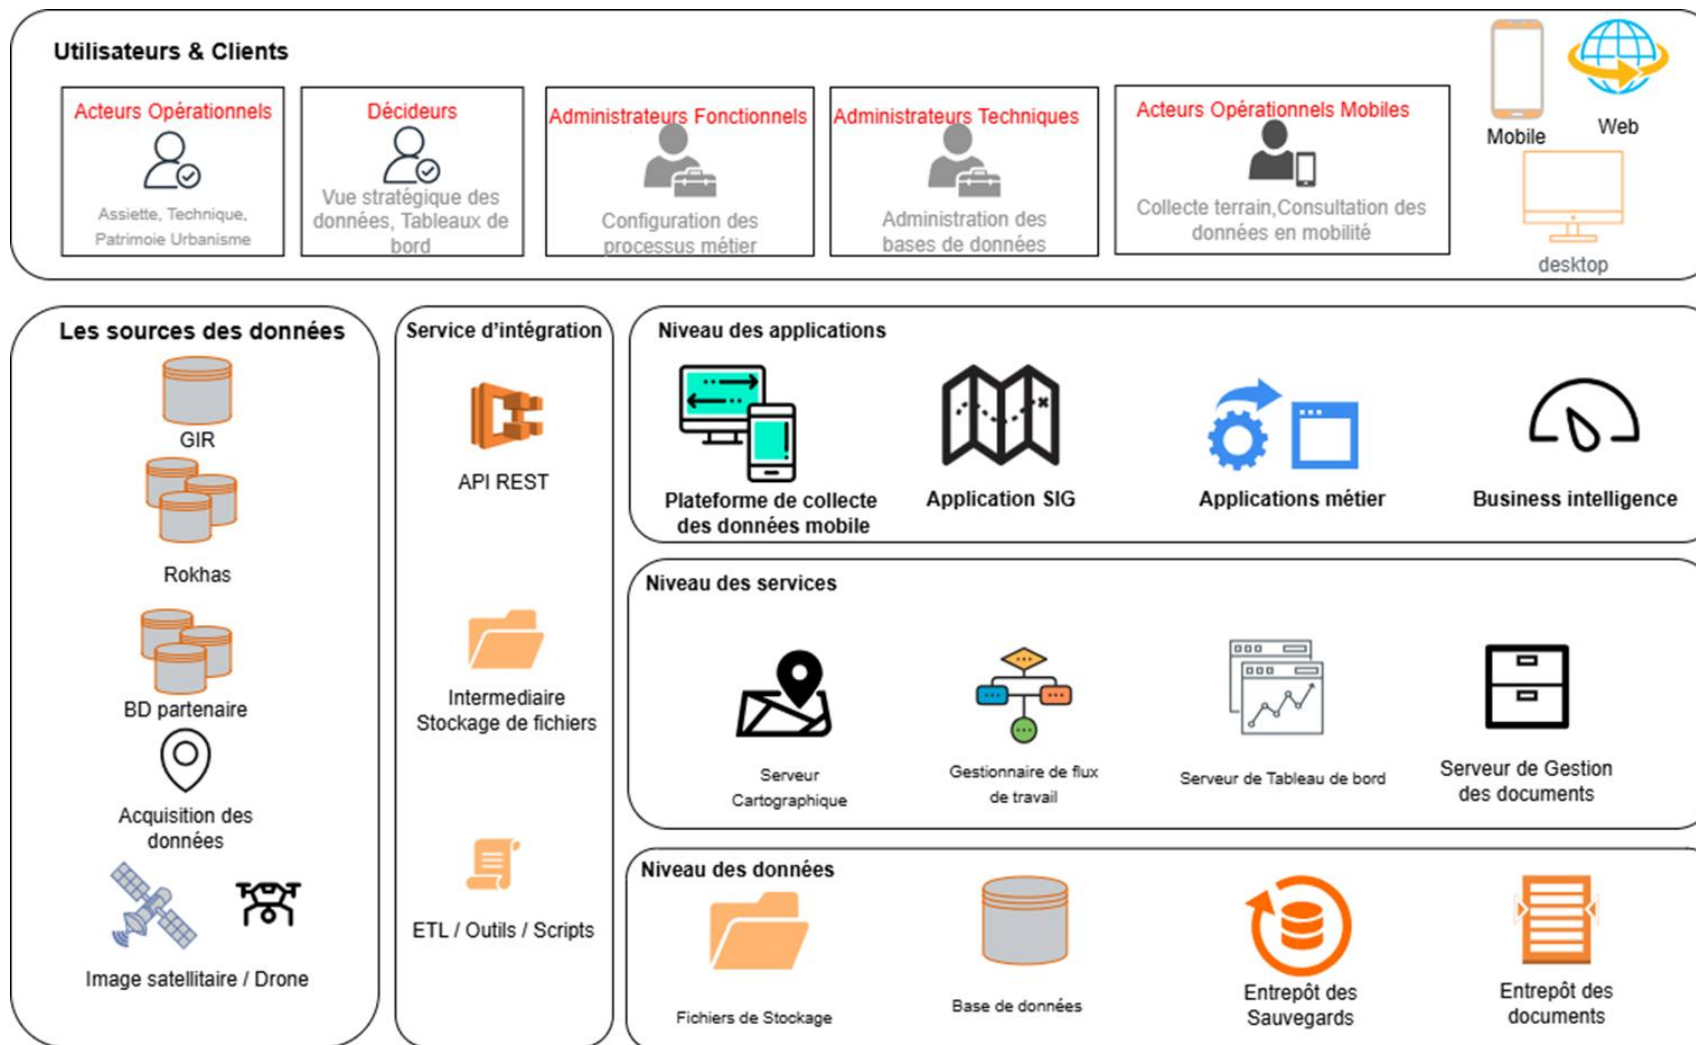 Utilisateurs & Clients
Acteurs Opérationnels
Assiette, Technique,
Patrimoie Urbanisme
Décideurs
Vue stratégique des
données, Tableaux de
bord
Administrateurs Fonctionnels
Configuration des
processus métier
Administrateurs Techniques
Administration des
bases de données
Acteurs Opérationnels Mobiles
Collecte terrain,Consultation des
données en mobilité
Mobile
Web
desktop
Les sources des données
GIR
Rokhas
BD partenaire
Acquisition des
données
Image satellitaire / Drone
Service d'intégration
API REST
Intermediaire
Stockage de fichiers
ETL / Outils / Scripts
Niveau des applications
Plateforme de collecte
des données mobile
Application SIG
Applications métier
Business intelligence
Niveau des services
Serveur
Cartographique
Gestionnaire de flux
de travail
Serveur de Tableau de bord
Serveur de Gestion
des documents
Niveau des données
Fichiers de Stockage
Base de données
Entrepôt des
Sauvegards
Entrepôt des
documents